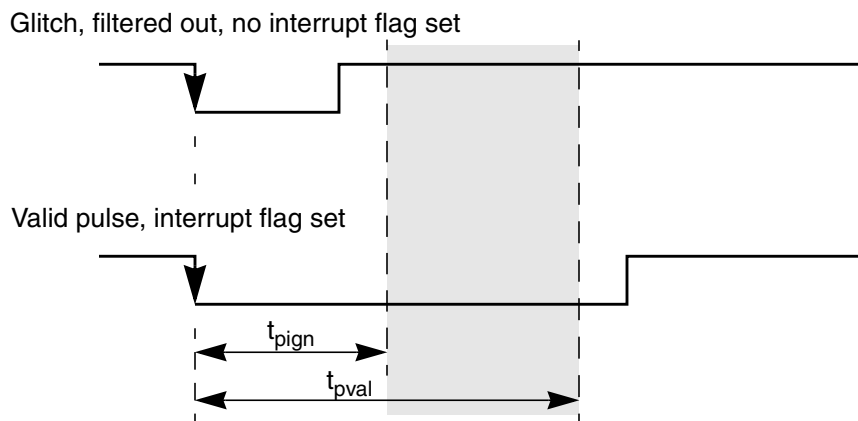 Glitch, filtered out, no interrupt flag set
Valid pulse, interrupt flag set
tpign
tpval